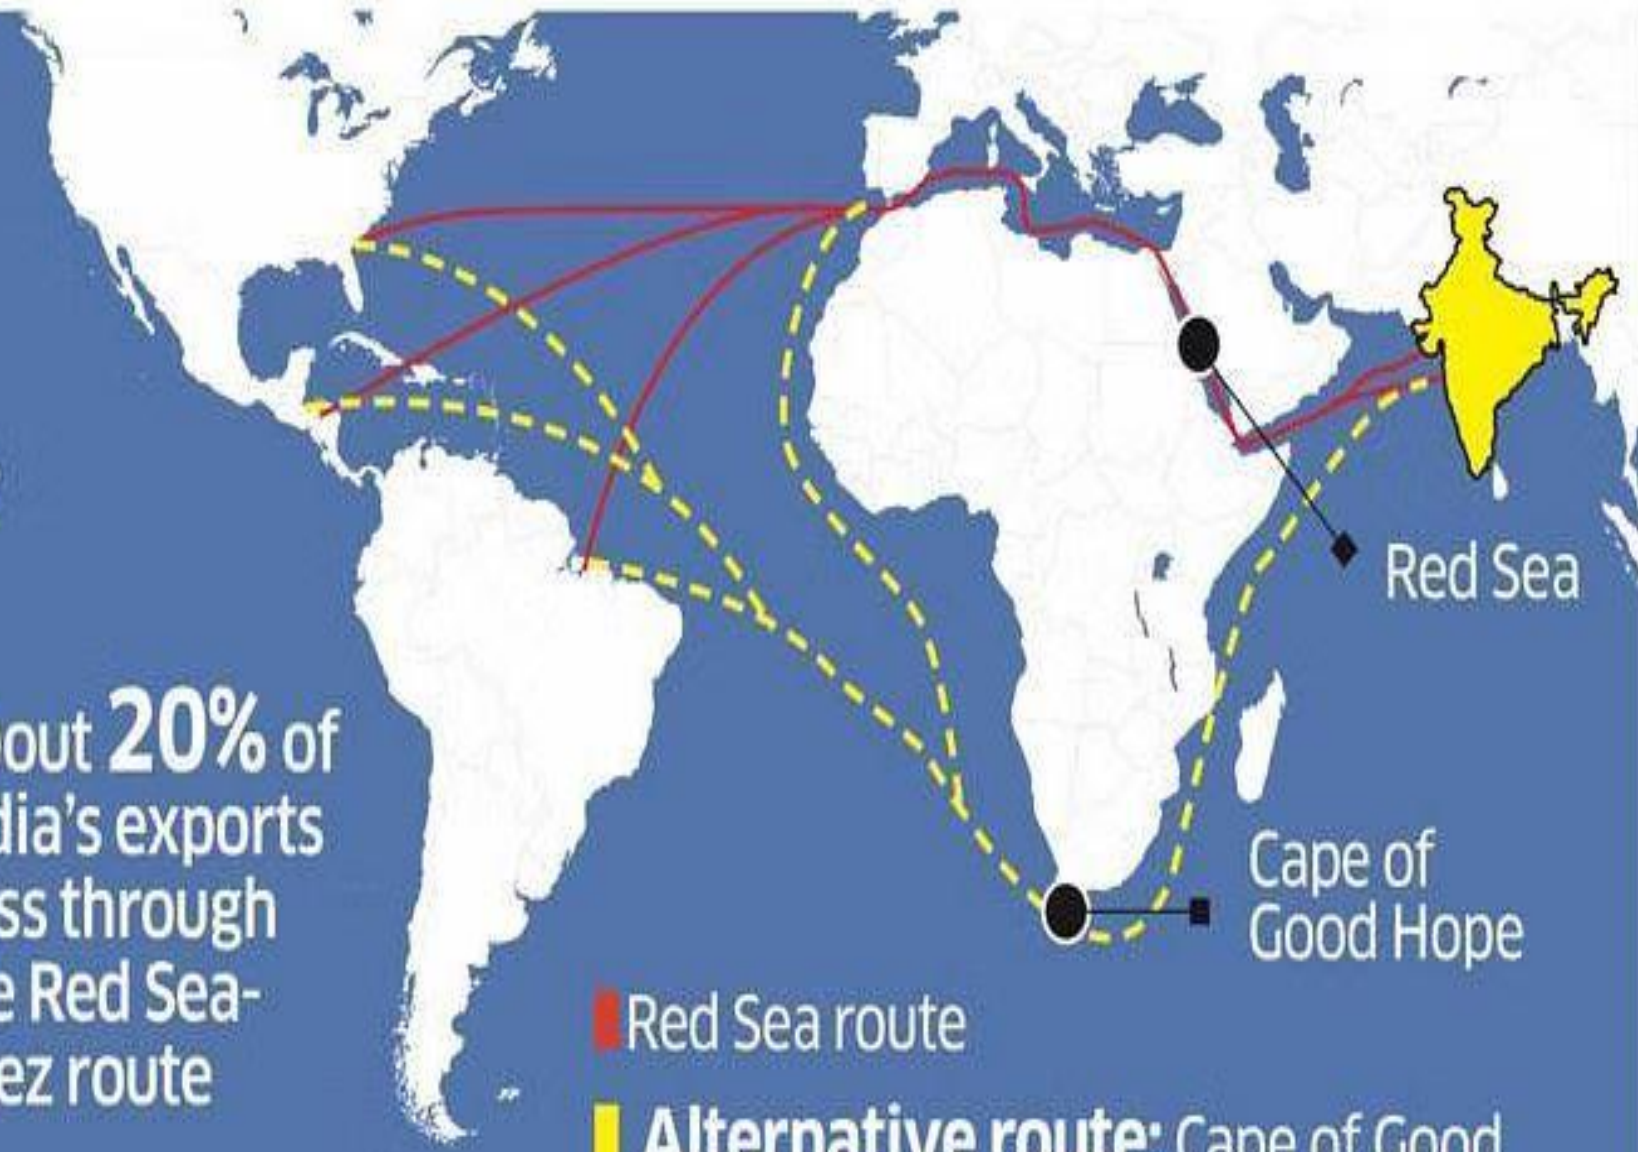 Red Sea
out 20% of
dia's exports
ss through
e Red Sea-
ez route
Cape of
Good Hope
Red Sea route
Alternative route: Cape of Good